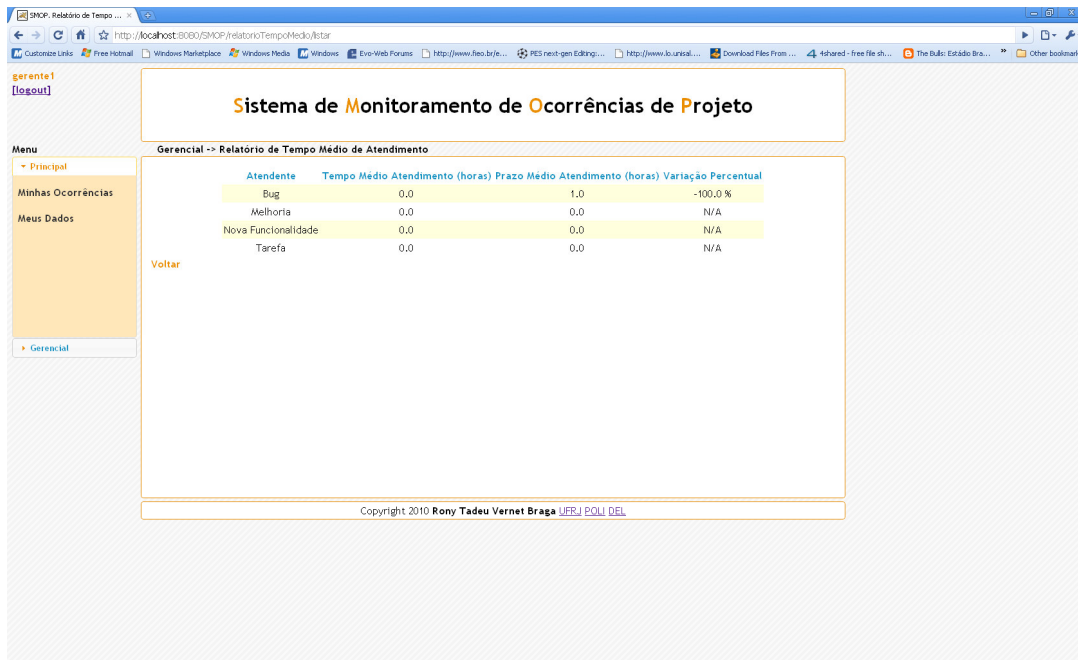 SMOP. Relatório de Tempo ...
http://localhost:8080/SMOP/relatorioTempoMedio/listar
Customize Links Free Hotmail Windows Marketplace Windows Media Windows Evo-Web Forums http://www.fieo.br/e... PES next-gen Editing:... http://www.lo.unisal.... Download Files From ... 4shared - free file sh... The Bulls: Estádio Bra... » Other bookmark
gerente1
[logout]
Sistema de Monitoramento de Ocorrências de Projeto
Menu
Gerencial -> Relatório de Tempo Médio de Atendimento
Principal
Minhas Ocorrências
Meus Dados
Gerencial
Atendente Tempo Médio Atendimento (horas) Prazo Médio Atendimento (horas) Variação Percentual
Bug 0.0 1.0 -100.0 %
Melhoria 0.0 0.0 N/A
Nova Funcionalidade 0.0 0.0 N/A
Tarefa 0.0 0.0 N/A
Voltar
Copyright 2010 Rony Tadeu Vernet Braga UFRJ POLI DEL